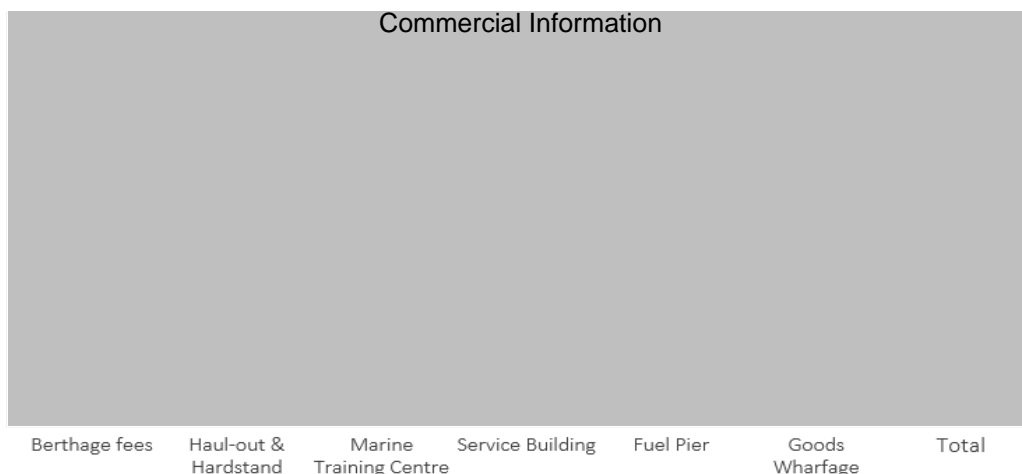 Commercial Information
Berthage fees Haul-out & Marine Service Building Fuel Pier Goods Total
Hardstand Training Centre Wharfage